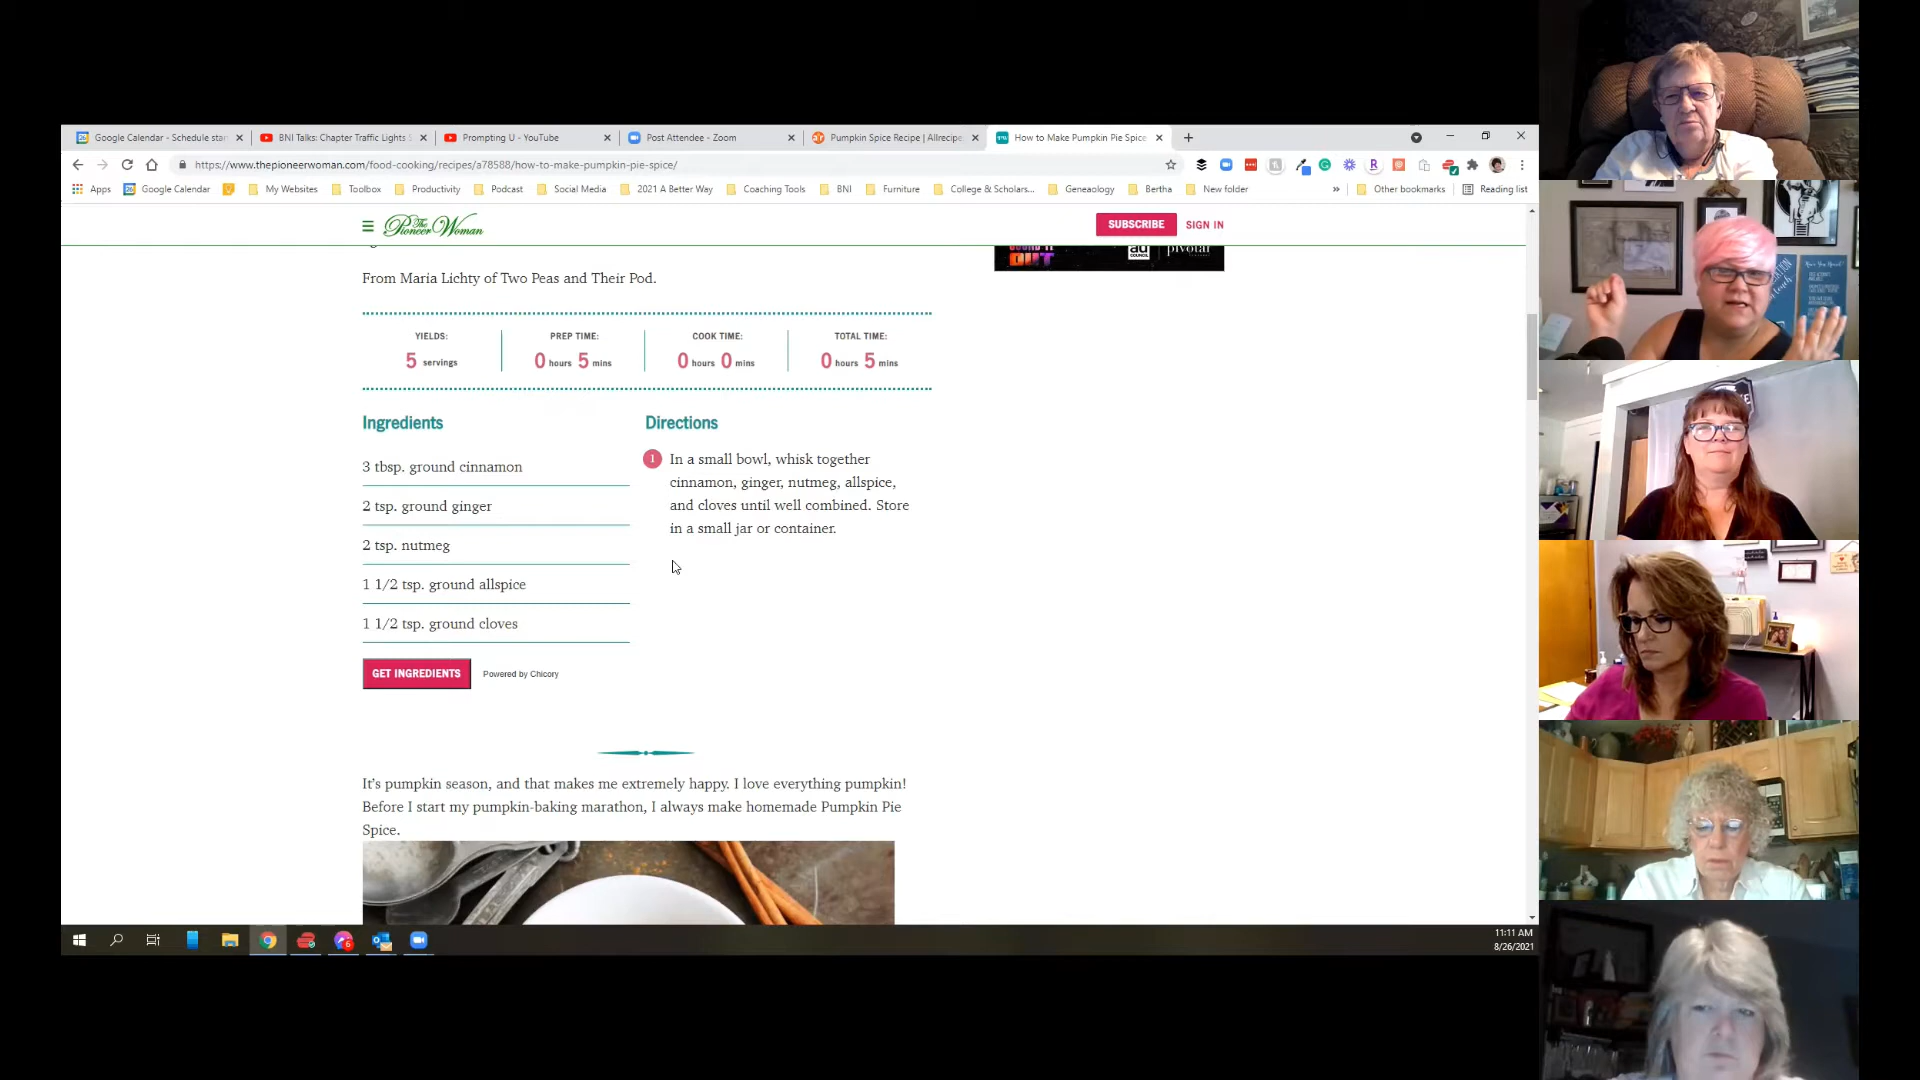 Google Calendar - Schedule star
BNI Talks: Chapter Traffic Lights
Prompting U - YouTube
Post Attendee - Zoom
Pumpkin Spice Recipe | Allrecipe
How to Make Pumpkin Pie Spice
https://www.thepioneerwoman.com/food-cooking/recipes/a78588/how-to-make-pumpkin-pie-spice/
Apps
Google Calendar
My Websites
Toolbox
Productivity
Podcast
Social Media
2021 A Better Way
Coaching Tools
BNI
Furniture
College & Scholars...
Geneaology
Bertha
New folder
Other bookmarks
Reading list
The Pioneer Woman
SUBSCRIBE
SIGN IN
OUT
ad COUNCIL
pivotal
From Maria Lichty of Two Peas and Their Pod.
YIELDS:
5 servings
PREP TIME:
0 hours 5 mins
COOK TIME:
0 hours 0 mins
TOTAL TIME:
0 hours 5 mins
Ingredients
3 tbsp. ground cinnamon
2 tsp. ground ginger
2 tsp. nutmeg
1 1/2 tsp. ground allspice
1 1/2 tsp. ground cloves
GET INGREDIENTS
Powered by Chicory
Directions
1 In a small bowl, whisk together
cinnamon, ginger, nutmeg, allspice,
and cloves until well combined. Store
in a small jar or container.
It's pumpkin season, and that makes me extremely happy. I love everything pumpkin!
Before I start my pumpkin-baking marathon, I always make homemade Pumpkin Pie
Spice.
11:11 AM
8/26/2021